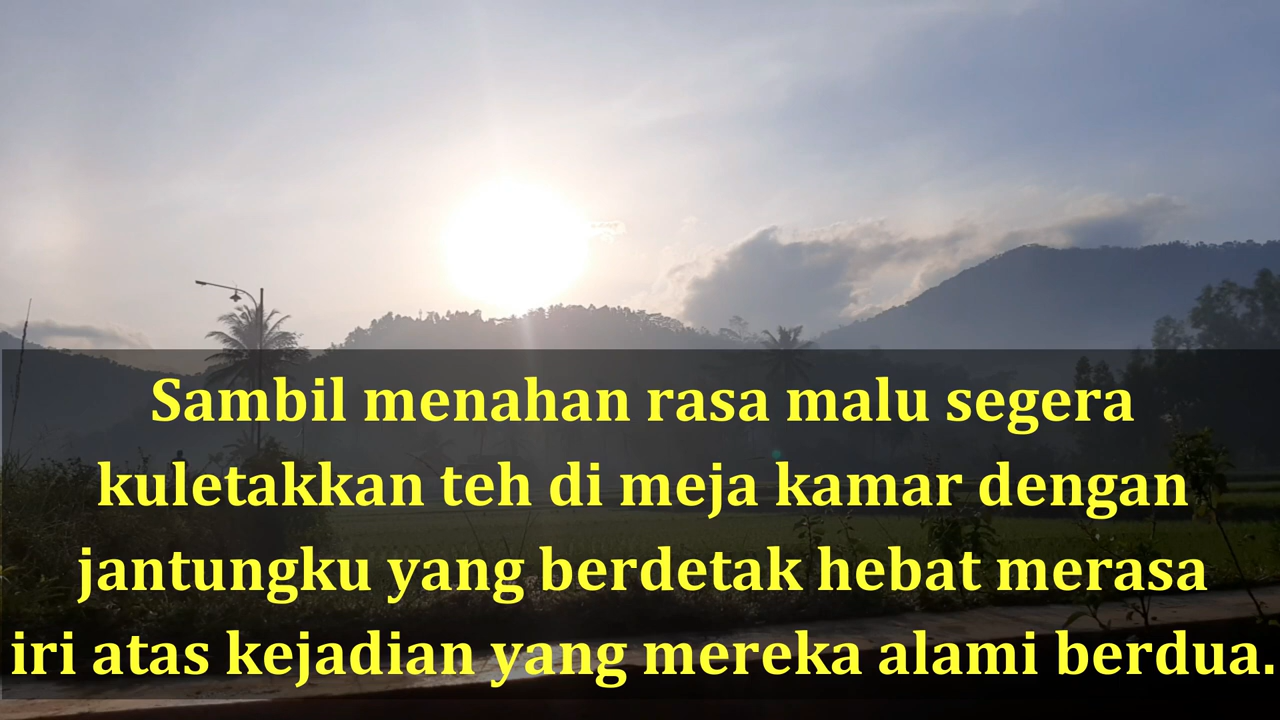 Sambil menahan rasa malu segera
kuletakkan teh di meja kamar dengan
jantungku yang berdetak hebat merasa
iri atas kejadian yang mereka alami berdua.